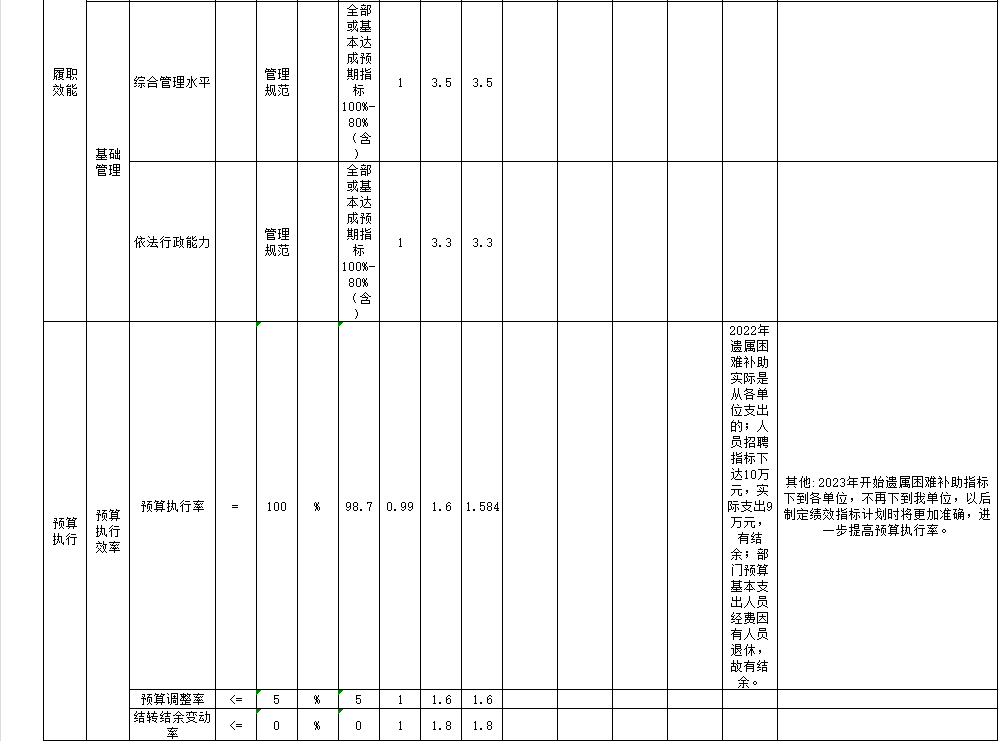 履职
效能
基础
管理
综合管理水平
管理
规范
全部
或基
本达
成预
期指
标
100%-
80%
（含
）
1
3.5
3.5
依法行政能力
管理
规范
全部
或基
本达
成预
期指
标
100%-
80%
（含
）
1
3.3
3.3
预算
执行
预算
执行
效率
预算执行率
=
100
%
98.7
0.99
1.6
1.584
2022年
遗属困
难补助
实际是
从各单
位支出
的；人
员招聘
指标下
达10万
元，实
际支出9
万元，
有结
余；部
门预算
基本支
出人员
经费因
有人员
退休，
故有结
余。
其他:2023年开始遗属困难补助指标
下到各单位，不再下到我单位，以后
制定绩效指标计划时将更加准确，进
一步提高预算执行率。
预算调整率
<=
5
%
5
1
1.6
1.6
结转结余变动
率
<=
0
%
0
1
1.8
1.8